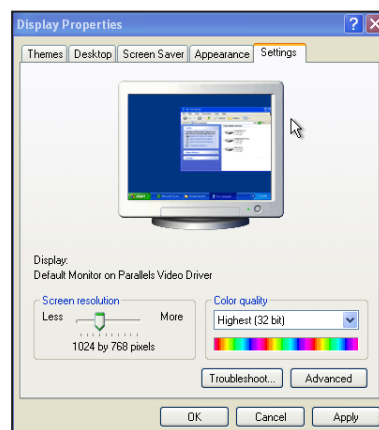 Display Properties
Themes Desktop Screen Saver Appearance Settings
Display:
Default Monitor on Parallels Video Driver
Screen resolution
Less More
1024 by 768 pixels
Color quality
Highest (32 bit)
Troubleshoot... Advanced
OK Cancel Apply